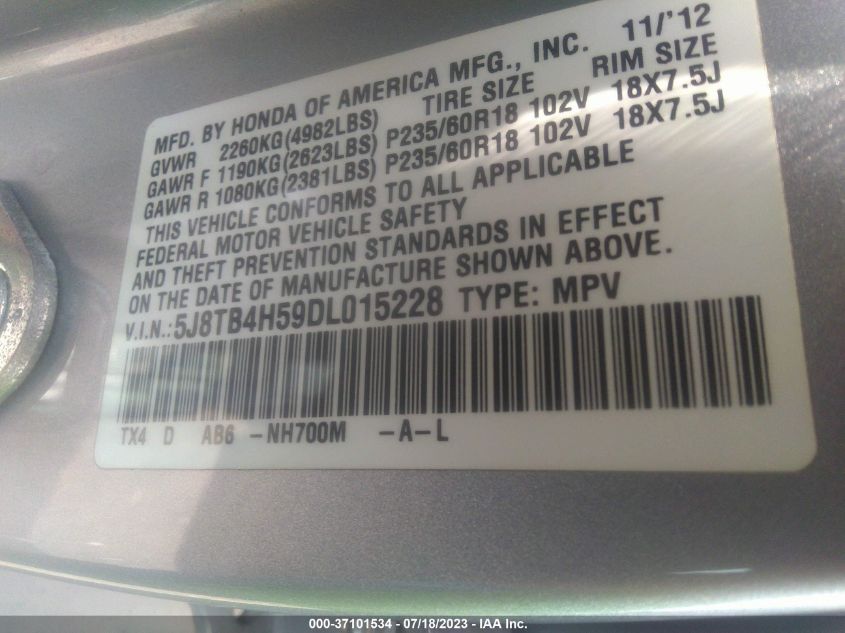 MFD. BY HONDA OF AMERICA MFG., INC. 11/'12
GVWR 2260KG(4982LBS) TIRE SIZE RIM SIZE
GAWR F 1190KG(2623LBS) P235/60R18 102V 18X7.5J
GAWR R 1080KG(2381LBS) P235/60R18 102V 18X7.5J
THIS VEHICLE CONFORMS TO ALL APPLICABLE
FEDERAL MOTOR VEHICLE SAFETY
AND THEFT PREVENTION STANDARDS IN EFFECT
ON THE DATE OF MANUFACTURE SHOWN ABOVE.
V.I.N.:5J8TB4H59DL015228 TYPE: MPV
TX4 D AB6 -NH700M -A-L
000-37101534 / 07/18/2023 - IAA Inc.